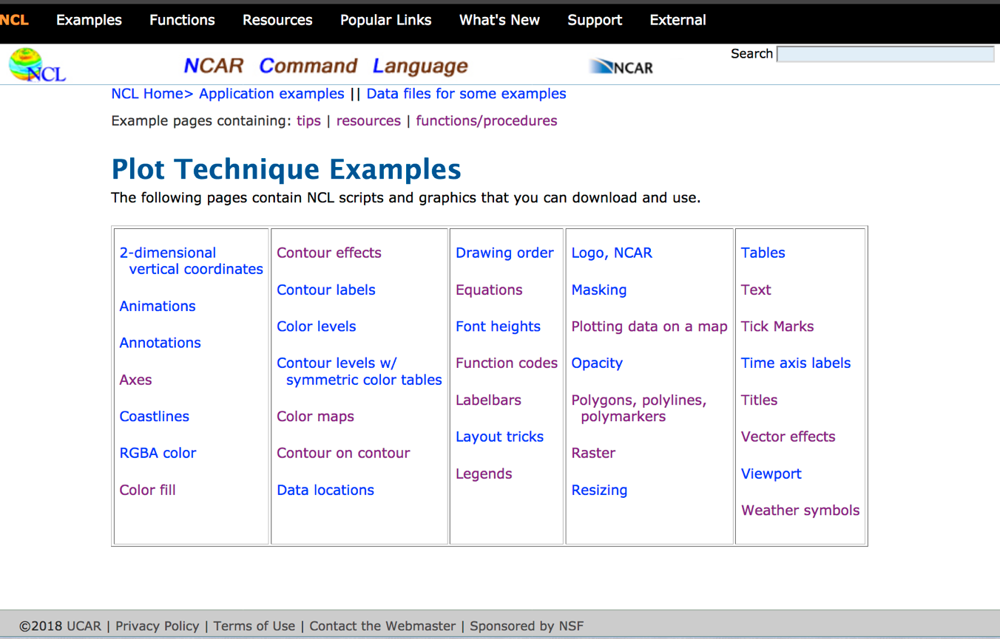 NCL Examples Functions Resources Popular Links What's New Support External
NCL NCAR Command Language NCAR Search
NCL Home> Application examples || Data files for some examples
Example pages containing: tips | resources | functions/procedures
Plot Technique Examples
The following pages contain NCL scripts and graphics that you can download and use.
2-dimensional
vertical coordinates
Animations
Annotations
Axes
Coastlines
RGBA color
Color fill
Contour effects
Contour labels
Color levels
Contour levels w/
symmetric color tables
Color maps
Contour on contour
Data locations
Drawing order
Equations
Font heights
Function codes
Labelbars
Layout tricks
Legends
Logo, NCAR
Masking
Plotting data on a map
Opacity
Polygons, polylines,
polymarkers
Raster
Resizing
Tables
Text
Tick Marks
Time axis labels
Titles
Vector effects
Viewport
Weather symbols
©2018 UCAR | Privacy Policy | Terms of Use | Contact the Webmaster | Sponsored by NSF